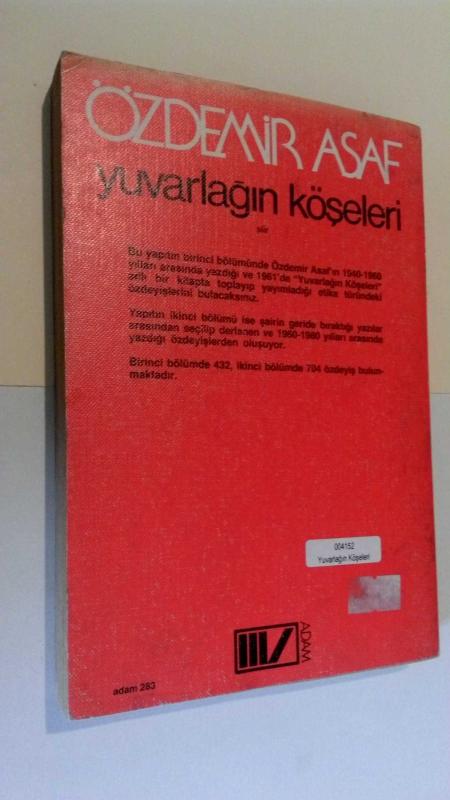 ÖZDEMİR ASAF
yuvarlağın köşeleri
şiir
Bu yapıtın birinci bölümünde Özdemir Asaf'ın 1940-1960
yılları arasında yazdığı ve 1961'de "Yuvarlağın Köşeleri"
adlı bir kitapta toplayıp yayımladığı etika türündeki
özdeyişlerini bulacaksınız.
Yapıtın ikinci bölümü ise şairin geride bıraktığı yazılar
arasından seçilip derlenen ve 1960-1980 yılları arasında
yazdığı özdeyişlerden oluşuyor.
Birinci bölümde 432, ikinci bölümde 704 özdeyiş bulun-
maktadır.
004152
Yuvarlağın Köşeleri
ADAM
adam 283